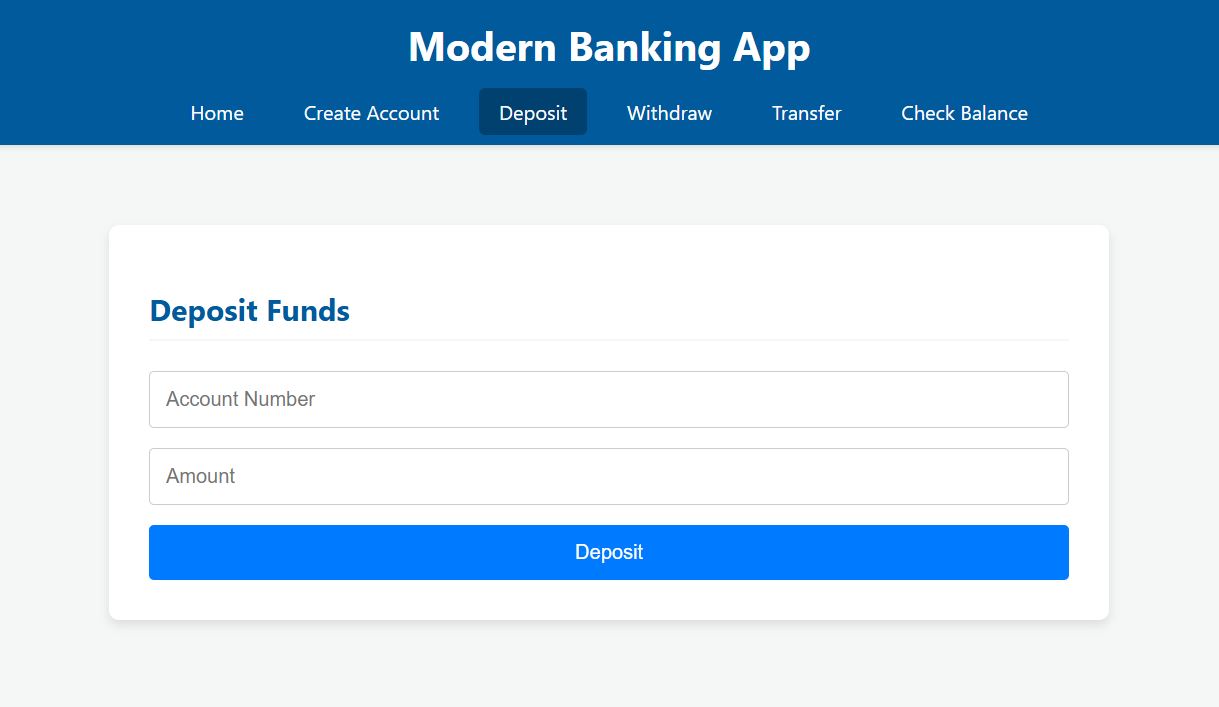 Modern Banking App
Home Create Account Deposit Withdraw Transfer Check Balance
Deposit Funds
Account Number
Amount
Deposit